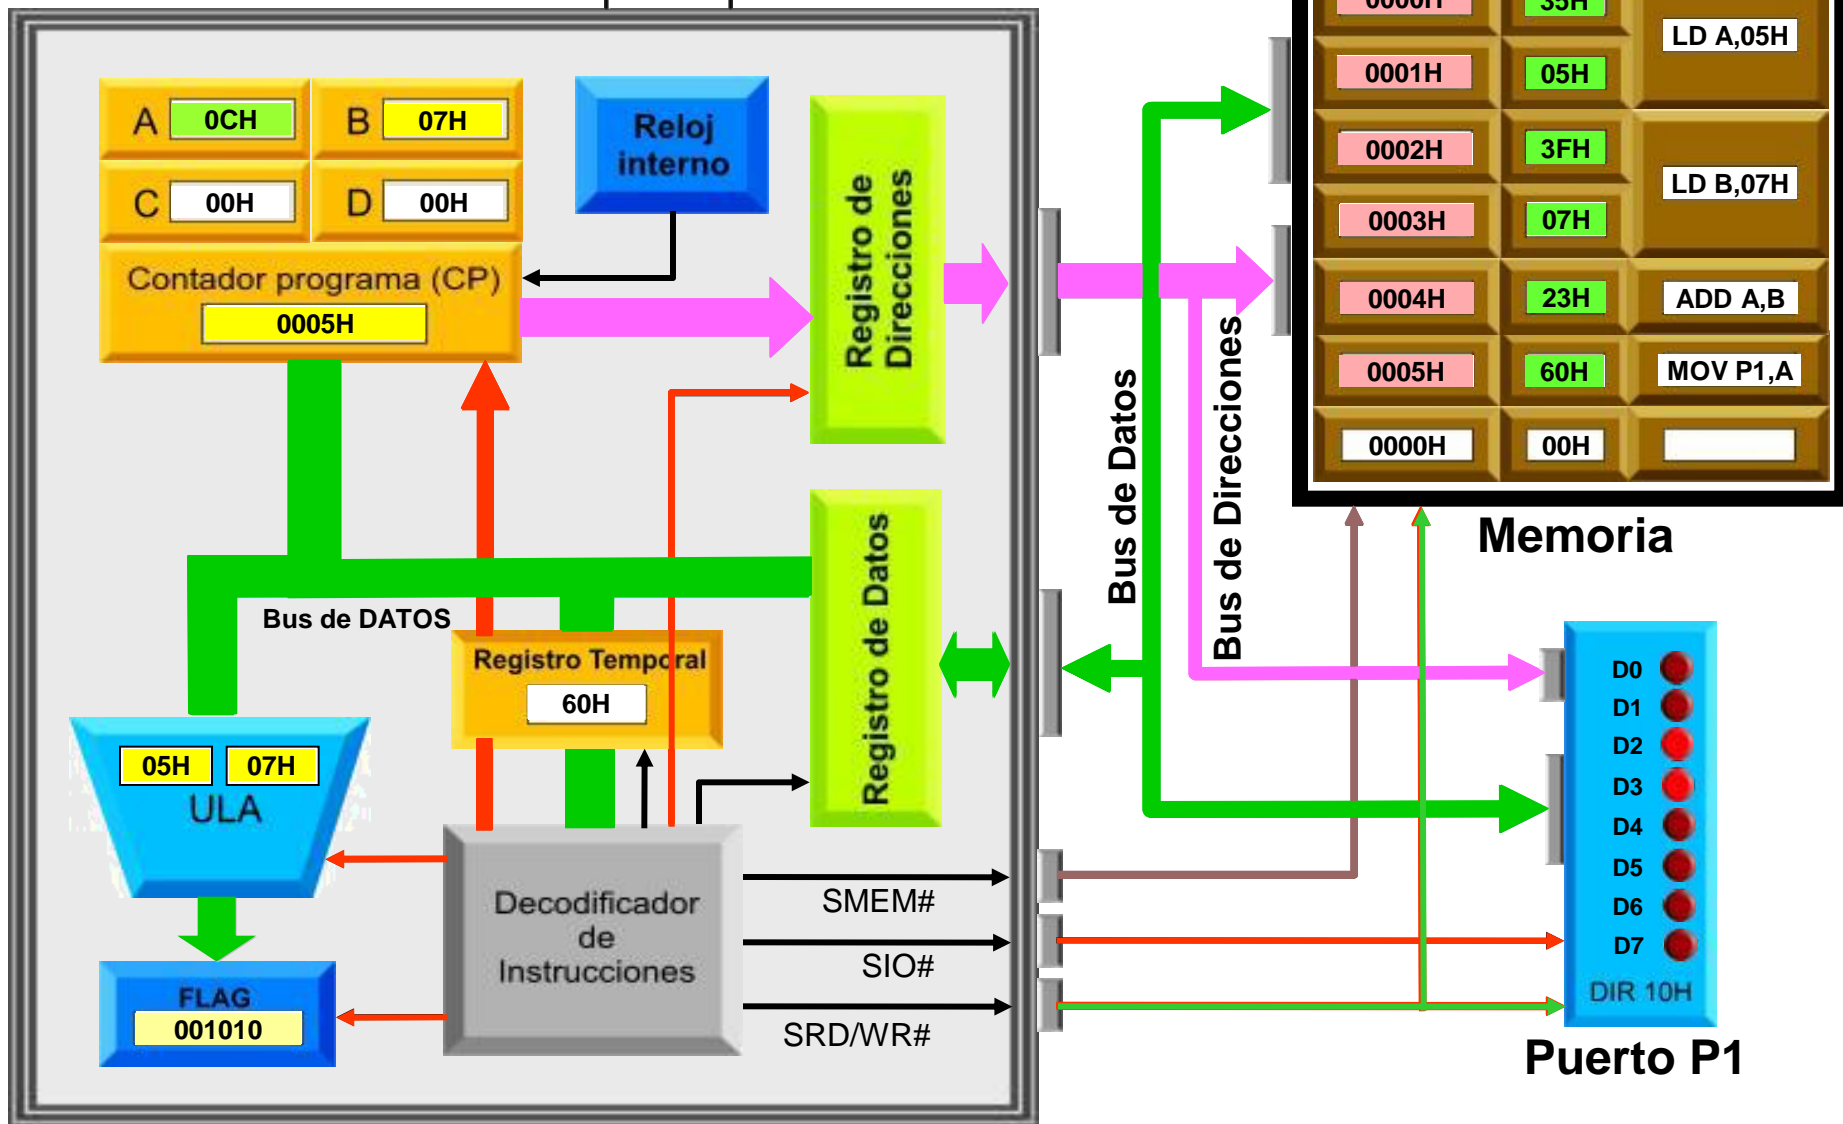 A 0CH B 07H
C 00H D 00H
Contador programa (CP)
0005H
Reloj
interno
Registro de
Direcciones
Bus de DATOS
Registro Temporal
60H
Registro de Datos
05H 07H
ULA
FLAG
001010
Decodificador
de
Instrucciones
SMEM#
SIO#
SRD/WR#
Bus de Datos
Bus de Direcciones
0000H 35H LD A,05H
0001H 05H
0002H 3FH LD B,07H
0003H 07H
0004H 23H ADD A,B
0005H 60H MOV P1,A
0000H 00H
Memoria
D0
D1
D2
D3
D4
D5
D6
D7
DIR 10H
Puerto P1